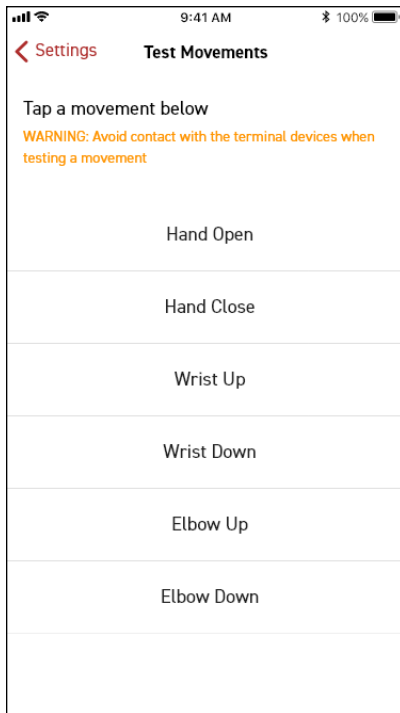 9:41 AM 100%
Settings Test Movements
Tap a movement below
WARNING: Avoid contact with the terminal devices when
testing a movement
Hand Open
Hand Close
Wrist Up
Wrist Down
Elbow Up
Elbow Down